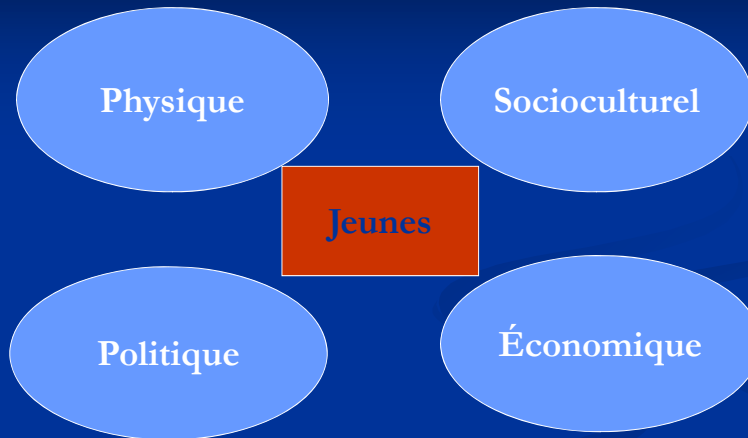 Physique
Socioculturel
Jeunes
Politique
Économique